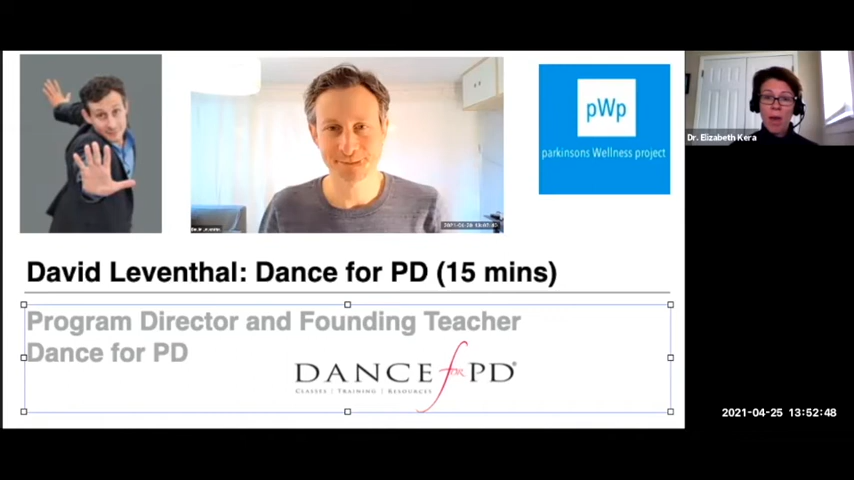 pWp
parkinsons Wellness project
Dr. Elizabeth Kera
David Leventhal: Dance for PD (15 mins)
Program Director and Founding Teacher
Dance for PD
DANCE for PD®
Classes | Training | Resources
2021-04-25 13:52:48